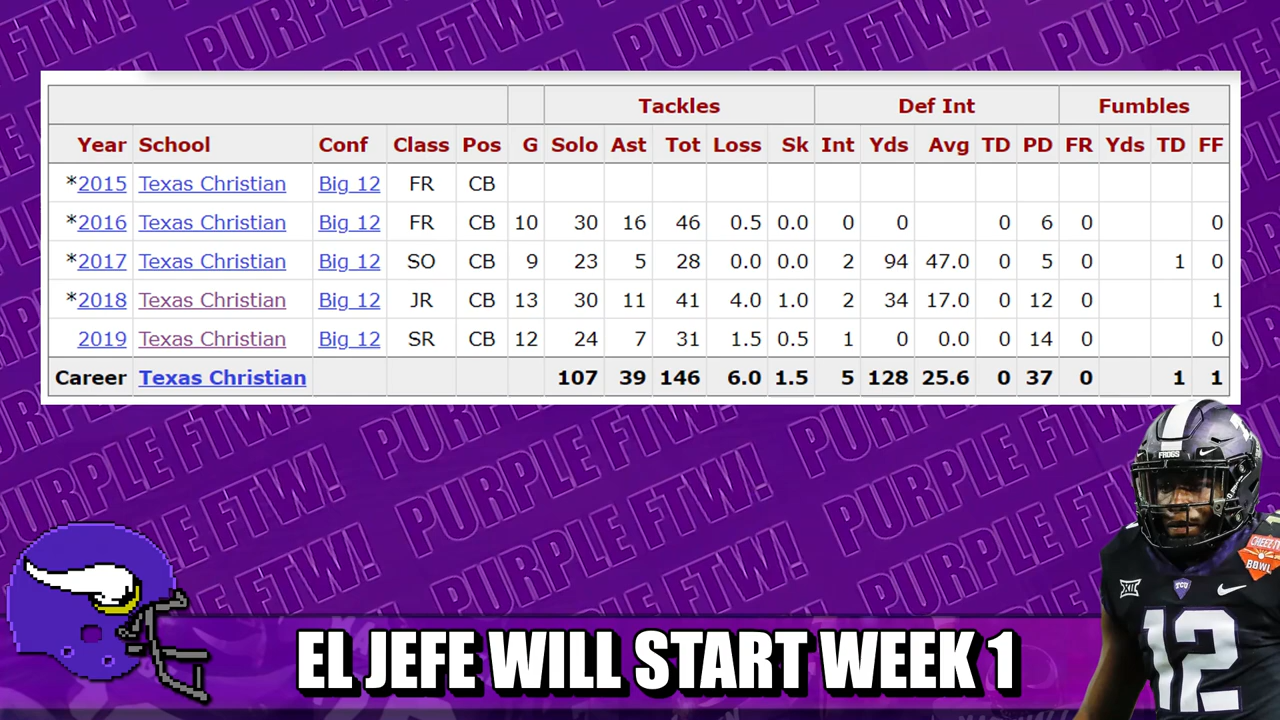 Tackles Def Int Fumbles
Year School Conf Class Pos G Solo Ast Tot Loss Sk Int Yds Avg TD PD FR Yds TD FF
*2015 Texas Christian Big 12 FR CB
*2016 Texas Christian Big 12 FR CB 10 30 16 46 0.5 0.0 0 0 0 6 0 0
*2017 Texas Christian Big 12 SO CB 9 23 5 28 0.0 0.0 2 94 47.0 0 5 0 1 0
*2018 Texas Christian Big 12 JR CB 13 30 11 41 4.0 1.0 2 34 17.0 0 12 0 1
2019 Texas Christian Big 12 SR CB 12 24 7 31 1.5 0.5 1 0 0.0 0 14 0 0
Career Texas Christian 107 39 146 6.0 1.5 5 128 25.6 0 37 0 1 1
PURPLE FTW!
FROGS
CHEEZ-IT
BOWL
XII
TCU
12
EL JEFE WILL START WEEK 1